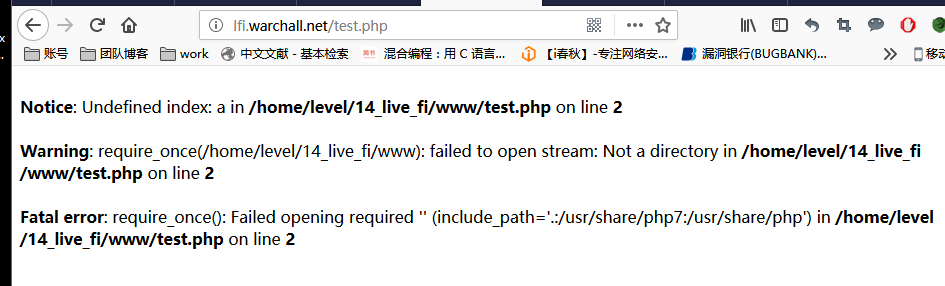 lfi.warchall.net/test.php
账号 团队博客 work 中文文献 - 基本检索 简书 混合编程：用 C 语言... 【i春秋】-专注网络安... 漏洞银行(BUGBANK)... 移动
Notice: Undefined index: a in /home/level/14_live_fi/www/test.php on line 2
Warning: require_once(/home/level/14_live_fi/www): failed to open stream: Not a directory in /home/level/14_live_fi
/www/test.php on line 2
Fatal error: require_once(): Failed opening required '' (include_path='.:/usr/share/php7:/usr/share/php') in /home/level
/14_live_fi/www/test.php on line 2